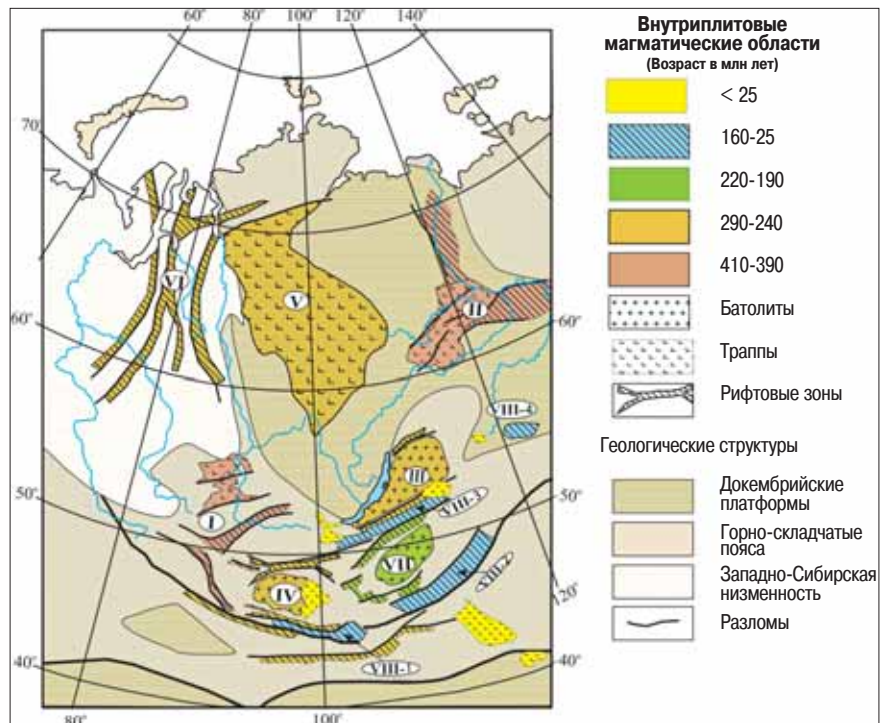 60° 80° 100° 120° 140°
70°
60°
50°
40°
60°
50°
20°
40°
80° 100°
VI
V
II
VIII-4
III
VIII-3
I
VII
VIII-2
IV
VIII-1
Внутриплитовые
магматические области
(Возраст в млн лет)
< 25
160-25
220-190
290-240
410-390
Батолиты
Траппы
Рифтовые зоны
Геологические структуры
Докембрийские
платформы
Горно-складчатые
пояса
Западно-Сибирская
низменность
Разломы